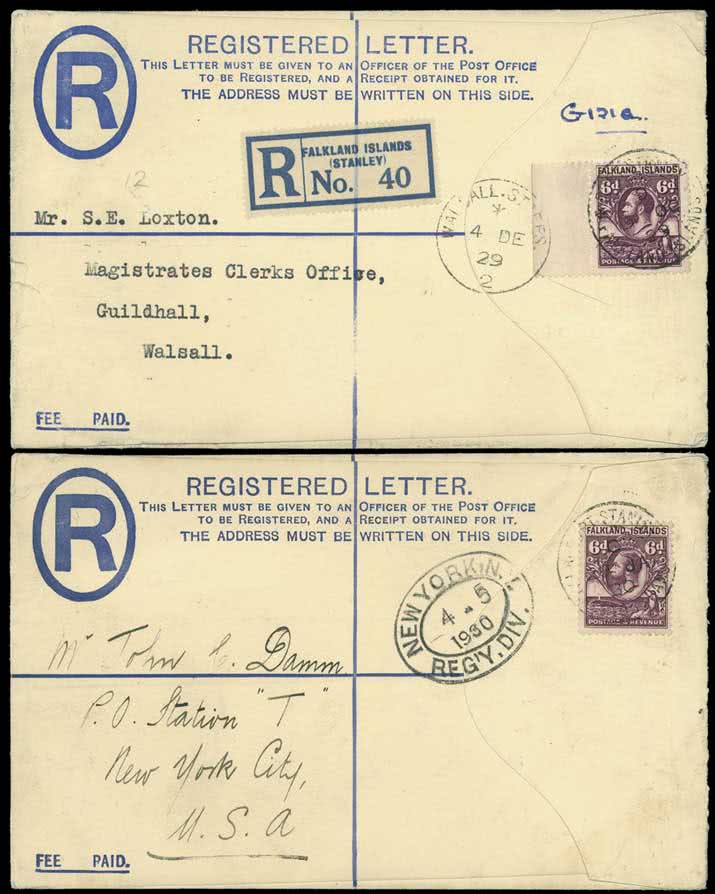 REGISTERED LETTER.
THIS LETTER MUST BE GIVEN TO AN OFFICER OF THE POST OFFICE
TO BE REGISTERED, AND A RECEIPT OBTAINED FOR IT.
THE ADDRESS MUST BE WRITTEN ON THIS SIDE.
R
R FALKLAND ISLANDS
(STANLEY)
No. 40
12
FALKLAND ISLANDS
6d 6d
POSTAGE & REVENUE
4 DE
29
2
Mr. S.E. Loxton.
Magistrates Clerks Office,
Guildhall,
Walsall.
FEE PAID.
REGISTERED LETTER.
THIS LETTER MUST BE GIVEN TO AN OFFICER OF THE POST OFFICE
TO BE REGISTERED, AND A RECEIPT OBTAINED FOR IT.
THE ADDRESS MUST BE WRITTEN ON THIS SIDE.
R
FALKLAND ISLANDS
6d 6d
POSTAGE & REVENUE
NEW YORK, N.Y.
4 - 5
1930
REG'Y. DIV.
Mr John C. Damm
P.O. Station "T"
New York City,
U.S.A
FEE PAID.